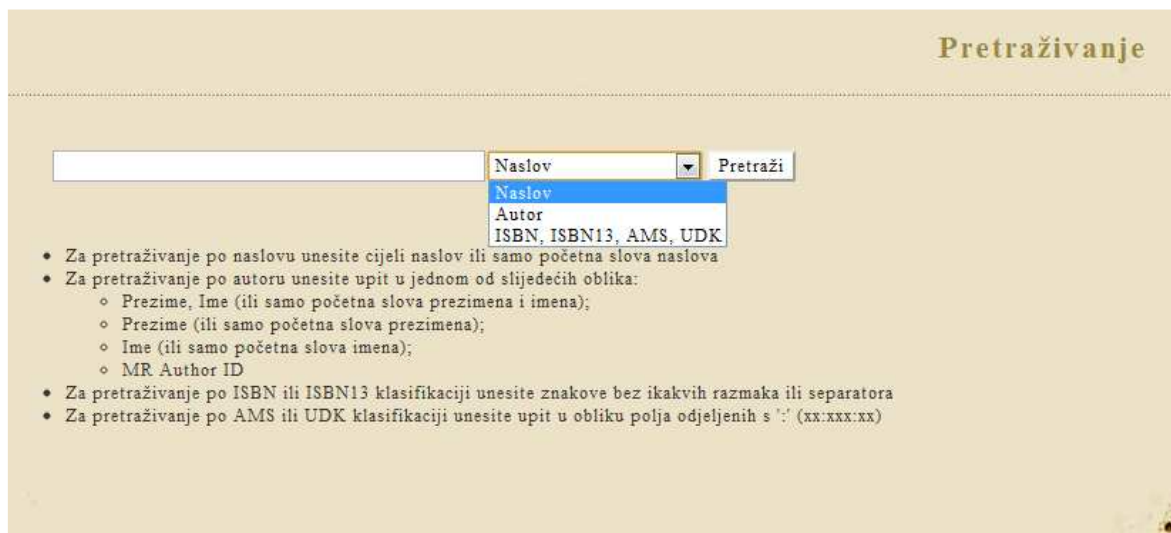 Pretraživanje
Naslov Pretraži
Naslov
Autor
ISBN, ISBN13, AMS, UDK
Za pretraživanje po naslovu unesite cijeli naslov ili samo početna slova naslova
Za pretraživanje po autoru unesite upit u jednom od slijedećih oblika:
Prezime, Ime (ili samo početna slova prezimena i imena);
Prezime (ili samo početna slova prezimena);
Ime (ili samo početna slova imena);
MR Author ID
Za pretraživanje po ISBN ili ISBN13 klasifikaciji unesite znakove bez ikakvih razmaka ili separatora
Za pretraživanje po AMS ili UDK klasifikaciji unesite upit u obliku polja odjeljenih s ':' (xx:xxx:xx)